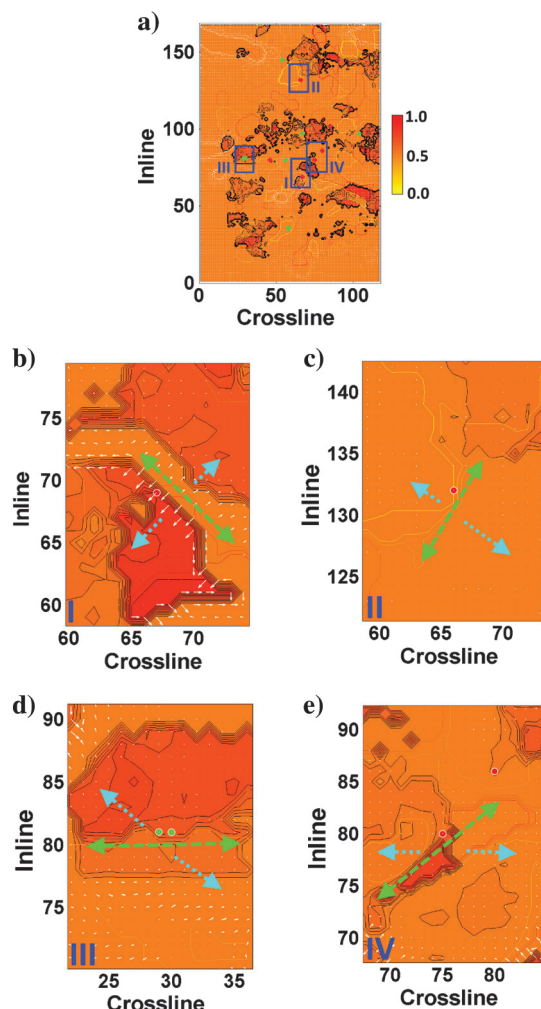 a)
150
100
50
0
Inline
0 50 100
Crossline
1.0
0.0
II
III
I
IV
b)
75
70
65
60
Inline
I
60 65 70
Crossline
c)
140
135
130
125
Inline
II
60 65 70
Crossline
d)
90
85
80
75
Inline
III
25 30 35
Crossline
e)
90
85
80
75
70
Inline
IV
70 75 80
Crossline